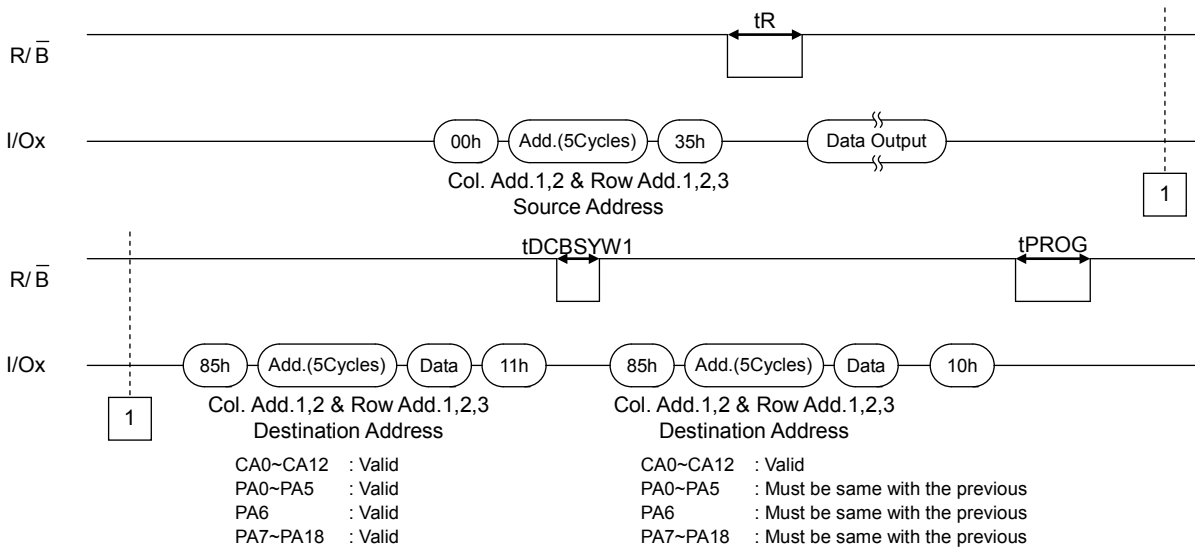 tR
R/B̅
I/Ox
00h Add.(5Cycles) 35h Data Output
Col. Add.1,2 & Row Add.1,2,3
Source Address
1
tDCBSYW1 tPROG
R/B̅
I/Ox
85h Add.(5Cycles) Data 11h 85h Add.(5Cycles) Data 10h
1
Col. Add.1,2 & Row Add.1,2,3 Col. Add.1,2 & Row Add.1,2,3
Destination Address Destination Address
CA0~CA12 : Valid CA0~CA12 : Valid
PA0~PA5 : Valid PA0~PA5 : Must be same with the previous
PA6 : Valid PA6 : Must be same with the previous
PA7~PA18 : Valid PA7~PA18 : Must be same with the previous